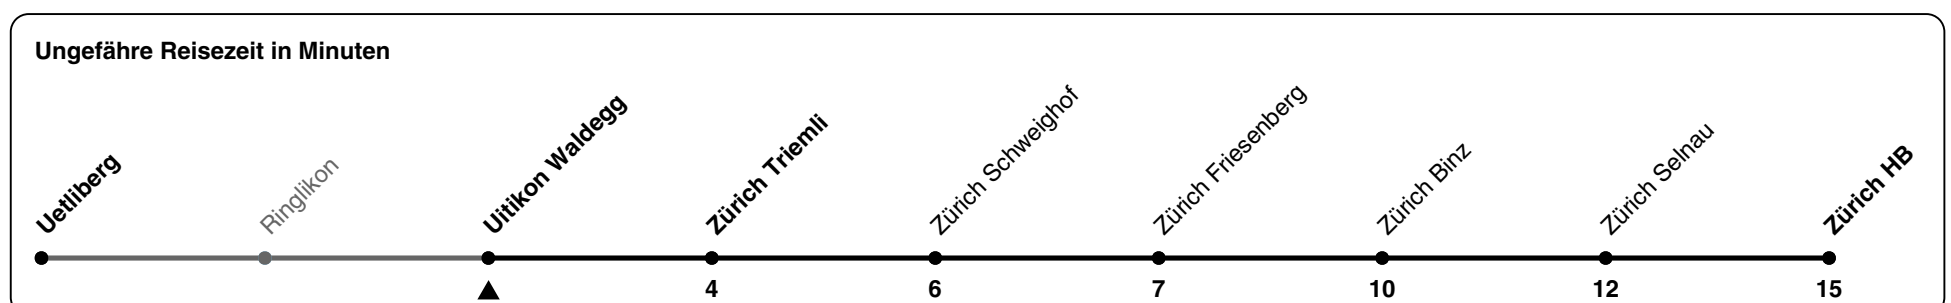 Ungefähre Reisezeit in Minuten
Uetliberg
Ringlikon
Uitikon Waldegg
Zürich Triemli
Zürich Schweighof
Zürich Friesenberg
Zürich Binz
Zürich Selnau
Zürich HB
4 6 7 10 12 15